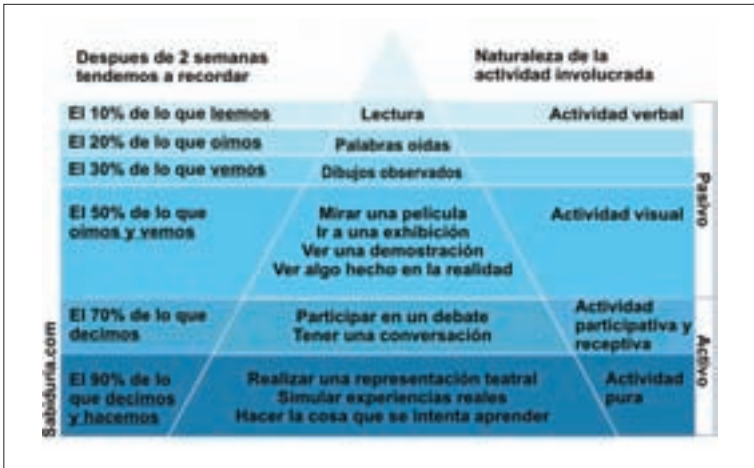 Despues de 2 semanas
tendemos a recordar
Naturaleza de la
actividad involucrada
El 10% de lo que leemos
Lectura
Actividad verbal
El 20% de lo que oimos
Palabras oidas
El 30% de lo que vemos
Dibujos observados
El 50% de lo que
oimos y vemos
Mirar una película
Ir a una exhibición
Ver una demostración
Ver algo hecho en la realidad
Actividad visual
Pasivo
El 70% de lo que
decimos
Participar en un debate
Tener una conversación
Actividad
participativa y
receptiva
El 90% de lo
que decimos
y hacemos
Realizar una representación teatral
Simular experiencias reales
Hacer la cosa que se intenta aprender
Actividad
pura
Activo
Sabiduría.com